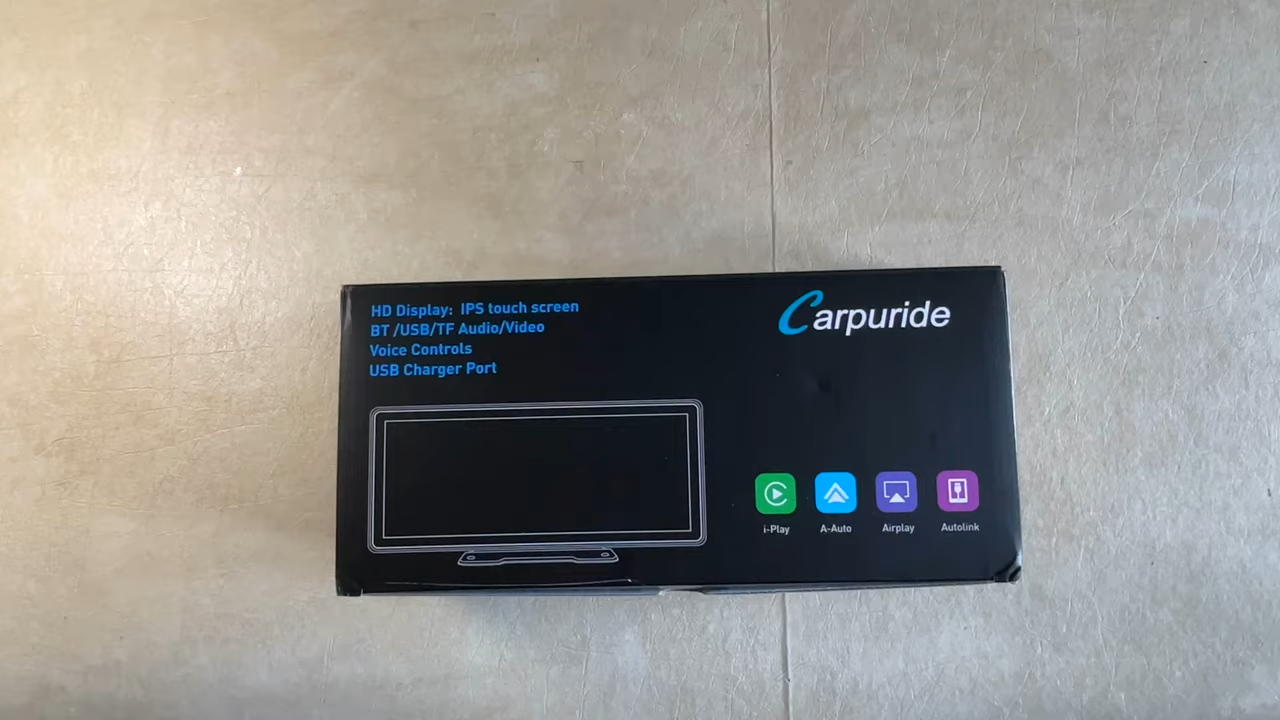 HD Display: IPS touch screen
BT /USB/TF Audio/Video
Voice Controls
USB Charger Port
Carpuride
i-Play
A-Auto
Airplay
Autolink